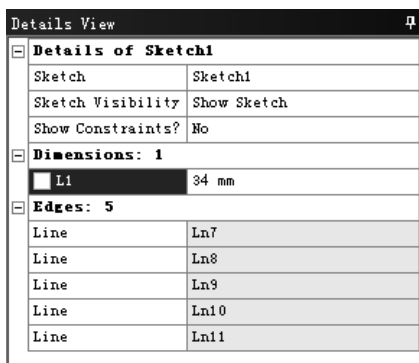 Details View
Details of Sketch1
Sketch Sketch1
Sketch Visibility Show Sketch
Show Constraints? No
Dimensions: 1
L1 34 mm
Edges: 5
Line Ln7
Line Ln8
Line Ln9
Line Ln10
Line Ln11